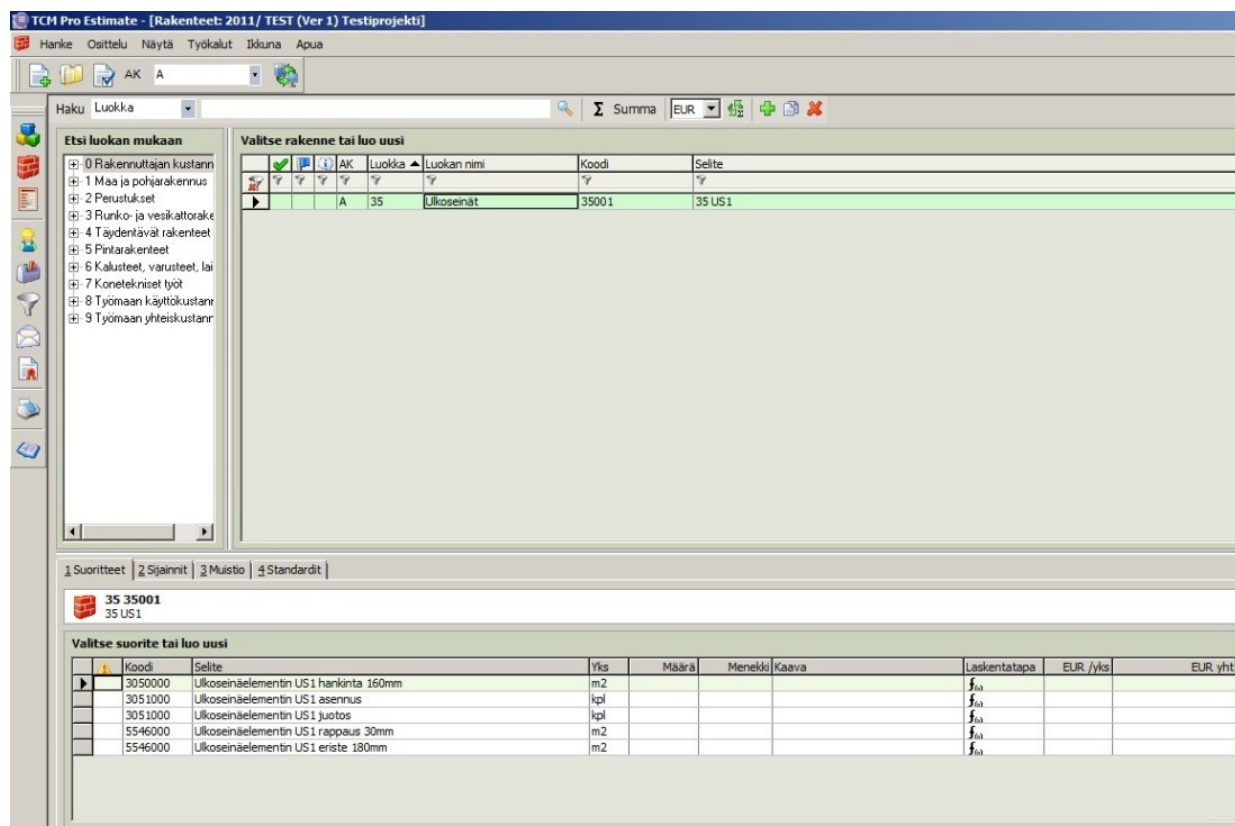 TCM Pro Estimate - [Rakenteet: 2011/ TEST (Ver 1) Testiprojekti]
Hanke Osittelu Näytä Työkalut Ikkuna Apua
AK A
Haku Luokka Σ Summa EUR
Etsi luokan mukaan
0 Rakennuttajan kustann
1 Maa ja pohjarakennus
2 Perustukset
3 Runko- ja vesikattorake
4 Täydentävät rakenteet
5 Pintarakenteet
6 Kalusteet, varusteet, lai
7 Konetekniset työt
8 Työmaan käyttökustanr
9 Työmaan yhteiskustanr
Valitse rakenne tai luo uusi
AK Luokka Luokan nimi Koodi Selite
A 35 Ulkoseinät 35001 35 US1
1 Suoritteet 2 Sijainnit 3 Muistio 4 Standardit
35 35001
35 US1
Valitse suorite tai luo uusi
Koodi Selite Yks Määrä Menekki Kaava Laskentatapa EUR /yks EUR yht
3050000 Ulkoseinäelementin US1 hankinta 160mm m2
3051000 Ulkoseinäelementin US1 asennus kpl
3051000 Ulkoseinäelementin US1 juotos kpl
5546000 Ulkoseinäelementin US1 rappaus 30mm m2
5546000 Ulkoseinäelementin US1 eriste 180mm m2